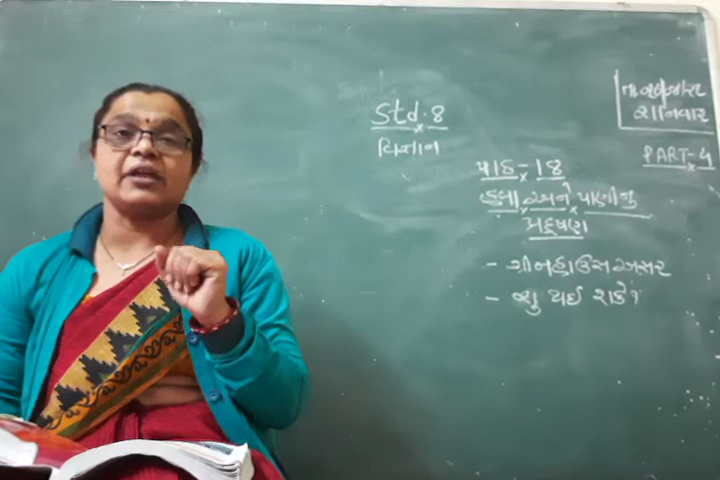 Std. 8
વિજ્ઞાન
શનિવાર
PART-4
પાઠ-18
હવા અને પાણીનુ
પ્રદૂષણ
- ગ્રીનહાઉસ અસર
- શુ થઈ શકે?